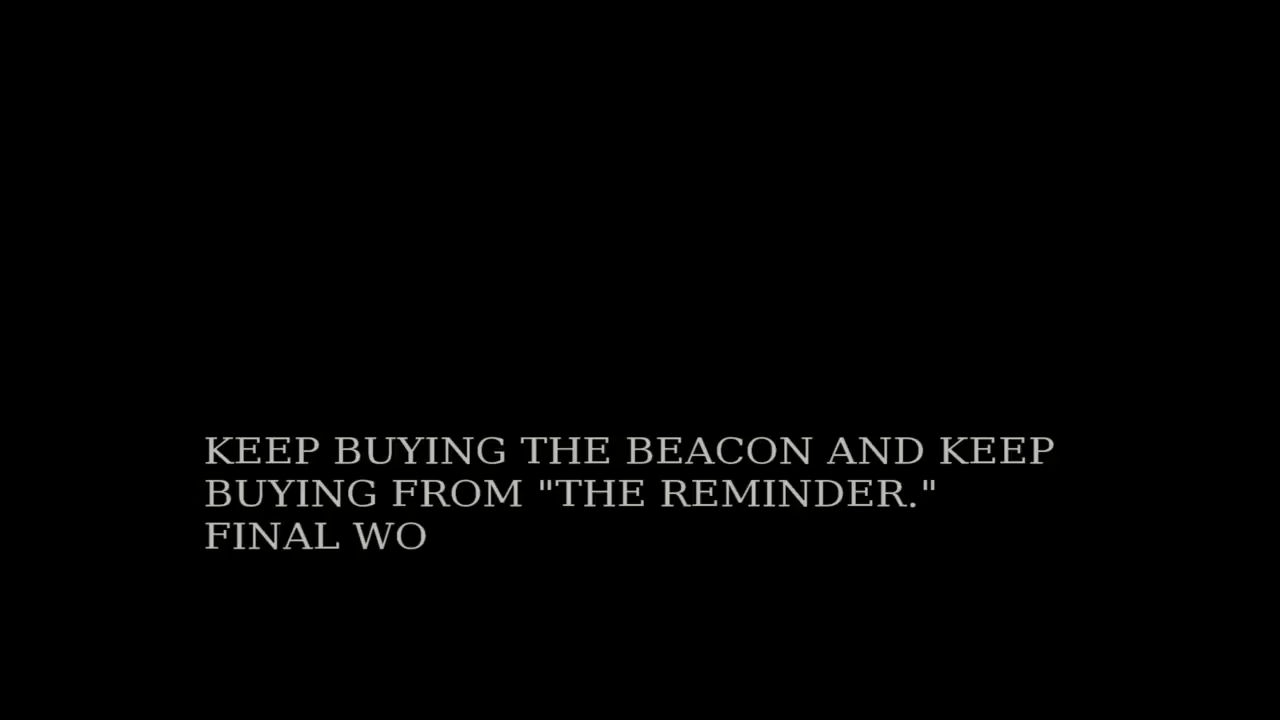 KEEP BUYING THE BEACON AND KEEP
BUYING FROM "THE REMINDER."
FINAL WO